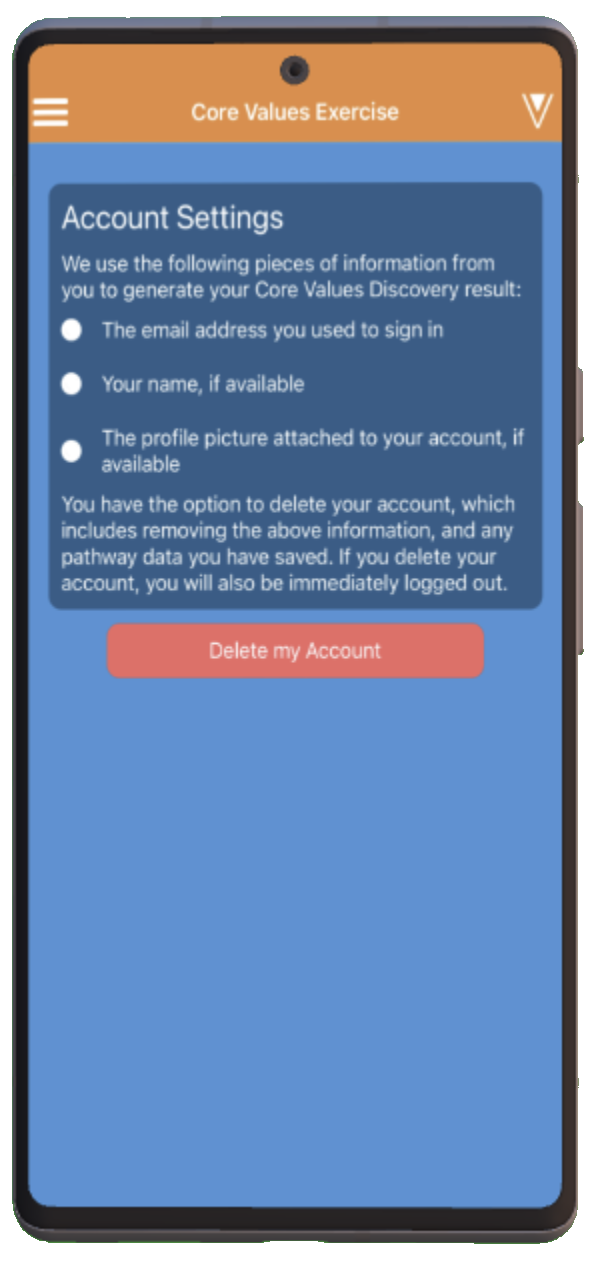 Core Values Exercise
Account Settings
We use the following pieces of information from
you to generate your Core Values Discovery result:
The email address you used to sign in
Your name, if available
The profile picture attached to your account, if
available
You have the option to delete your account, which
includes removing the above information, and any
pathway data you have saved. If you delete your
account, you will also be immediately logged out.
Delete my Account